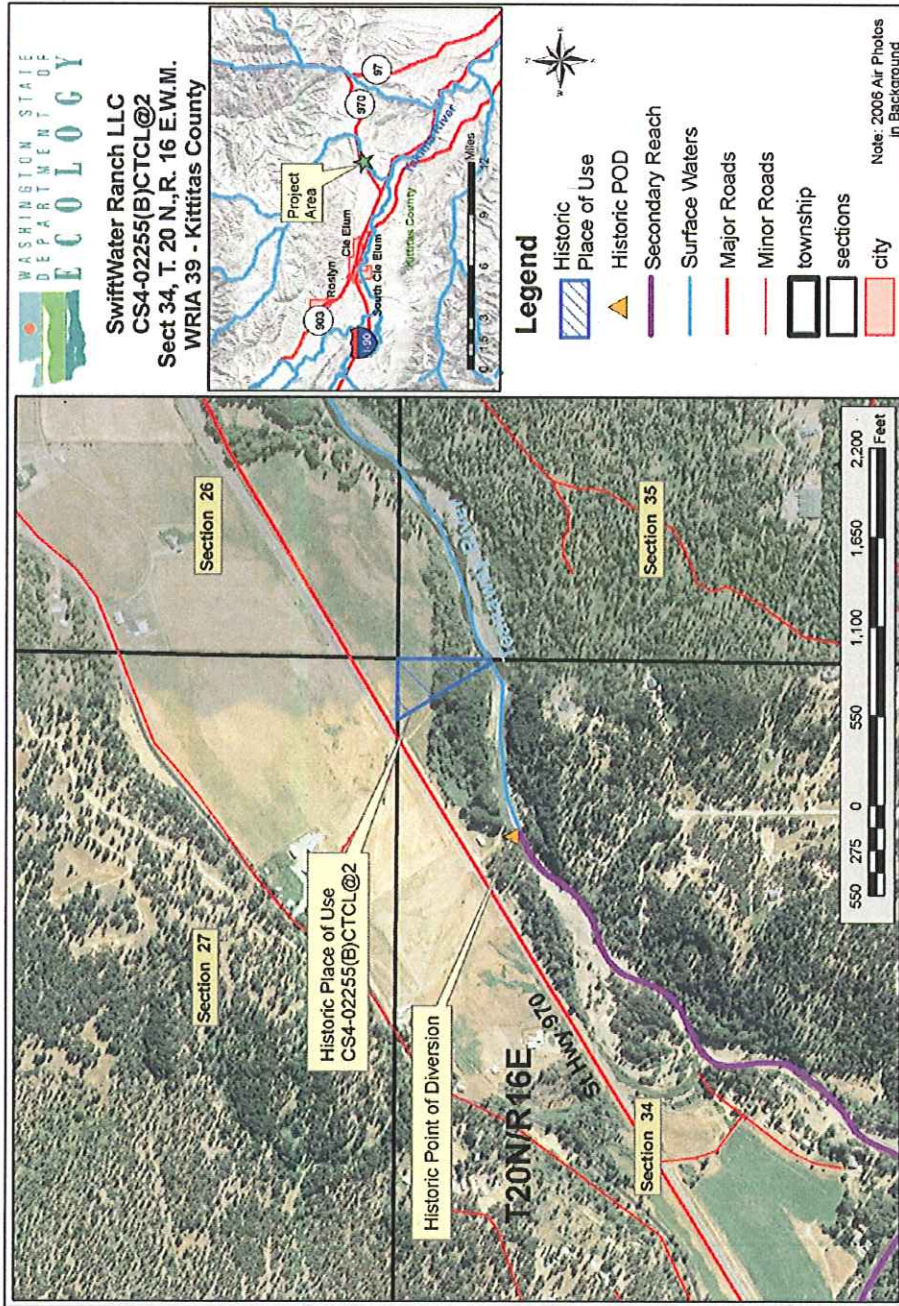 WASHINGTON STATE
DEPARTMENT OF
ECOLOGY
SwiftWater Ranch LLC
CS4-02255(B)CTCL@2
Sect 34, T. 20 N.,R. 16 E.W.M.
WRIA 39 - Kittitas County
903
Roslyn
Cle Elum
South Cle Elum
I-90
Project
Area
970
97
Yakima River
Kittitas County
0 1.5 3 6 9 12
Miles
Legend
Historic
Place of Use
Historic POD
Secondary Reach
Surface Waters
Major Roads
Minor Roads
township
sections
city
Note: 2006 Air Photos
in Background
Section 27
Section 26
Historic Place of Use
CS4-02255(B)CTCL@2
Historic Point of Diversion
T20N/R16E
St Hwy 970
Section 34
Section 35
550 275 0 550 1,100 1,650 2,200
Feet